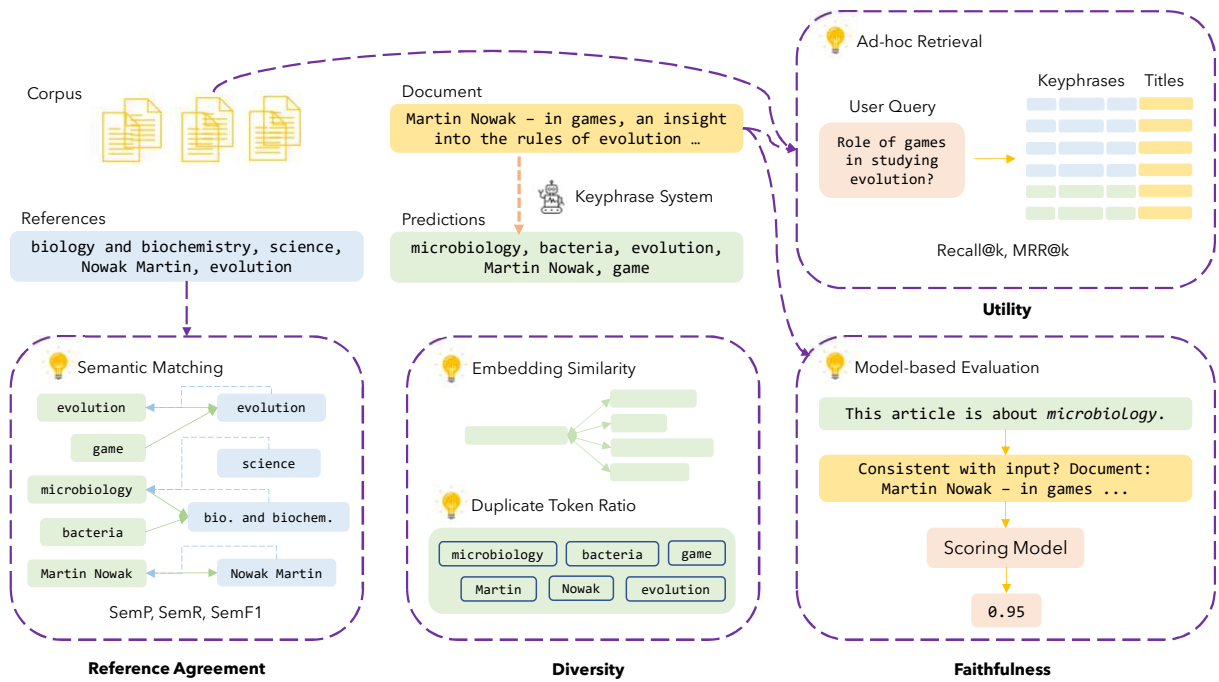 Corpus
Document
Martin Nowak – in games, an insight
into the rules of evolution …
Keyphrase System
References
biology and biochemistry, science,
Nowak Martin, evolution
Predictions
microbiology, bacteria, evolution,
Martin Nowak, game
Ad-hoc Retrieval
User Query
Role of games
in studying
evolution?
Keyphrases
Titles
Recall@k, MRR@k
Utility
Semantic Matching
evolution
evolution
game
science
microbiology
bio. and biochem.
bacteria
Martin Nowak
Nowak Martin
SemP, SemR, SemF1
Reference Agreement
Embedding Similarity
Duplicate Token Ratio
microbiology
bacteria
game
Martin
Nowak
evolution
Diversity
Model-based Evaluation
This article is about microbiology.
Consistent with input? Document:
Martin Nowak – in games ...
Scoring Model
0.95
Faithfulness